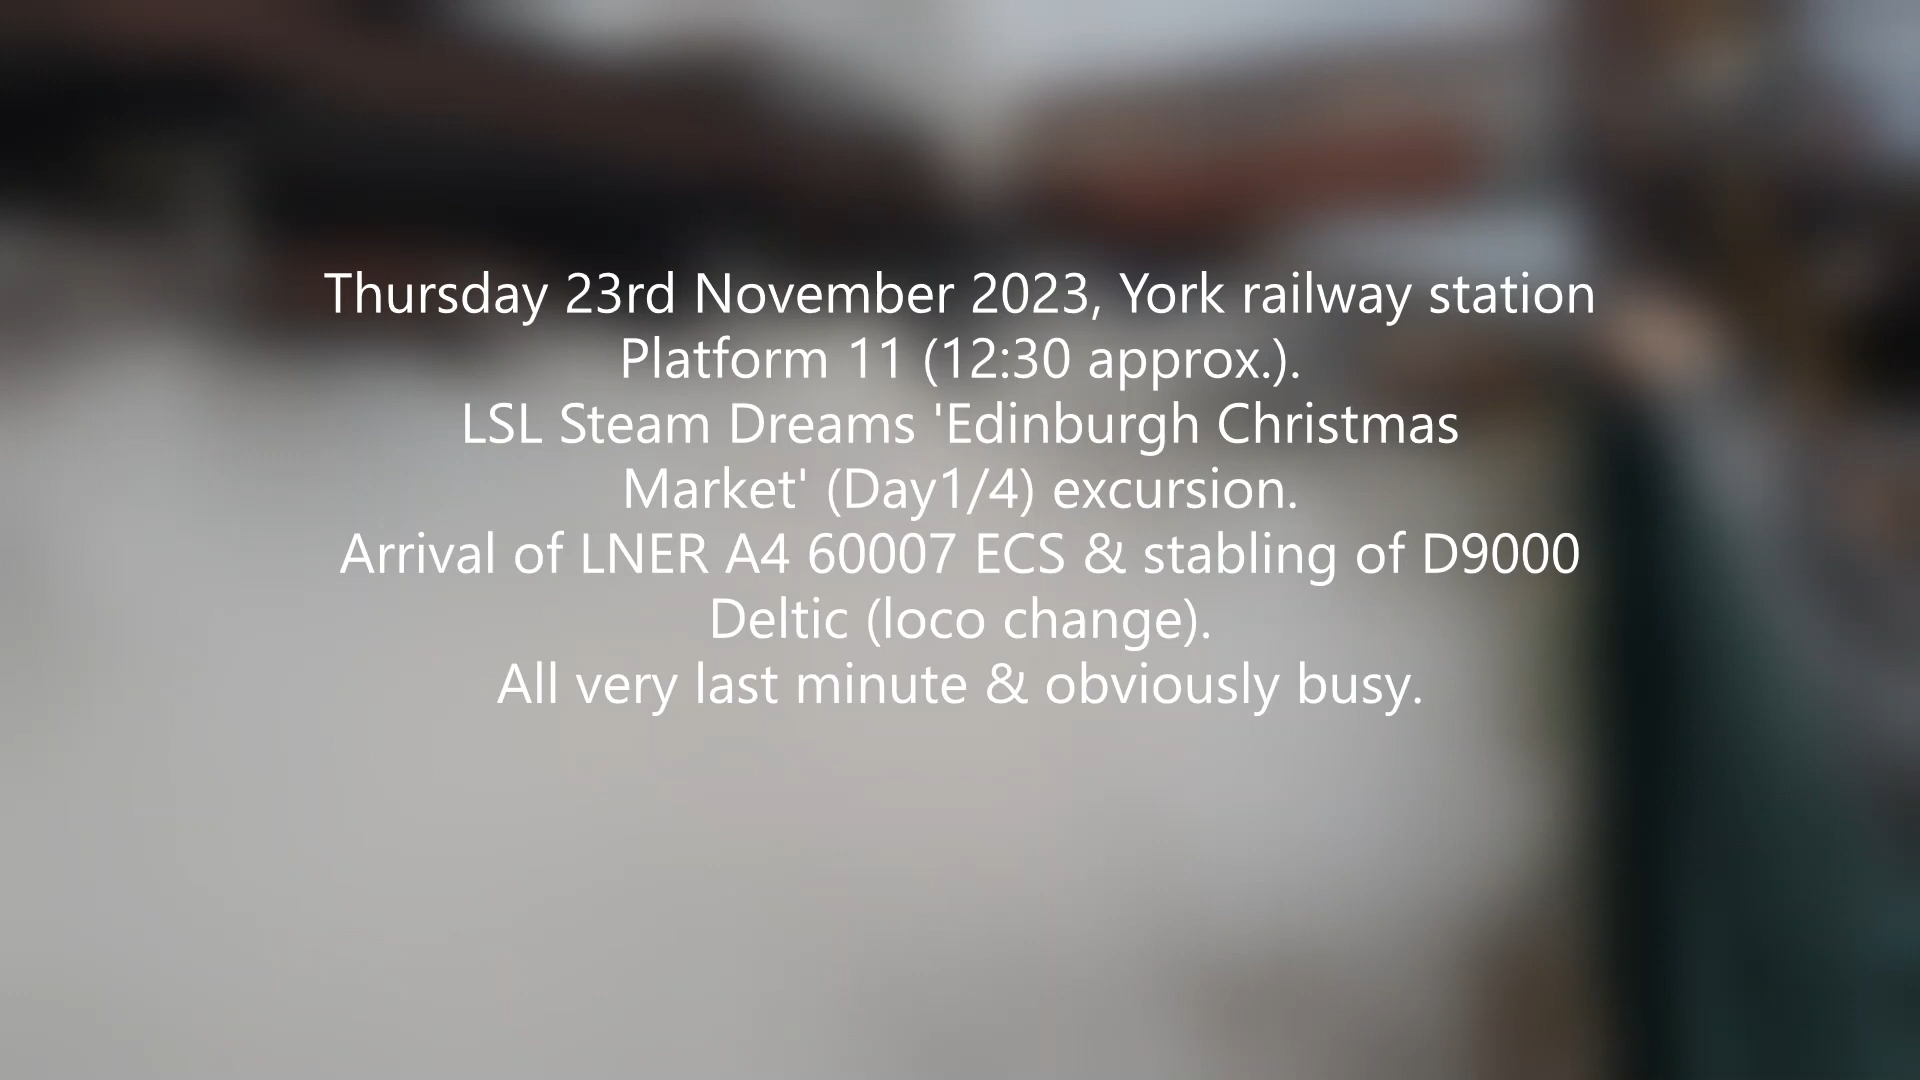 Thursday 23rd November 2023, York railway station
Platform 11 (12:30 approx.).
LSL Steam Dreams 'Edinburgh Christmas
Market' (Day1/4) excursion.
Arrival of LNER A4 60007 ECS & stabling of D9000
Deltic (loco change).
All very last minute & obviously busy.